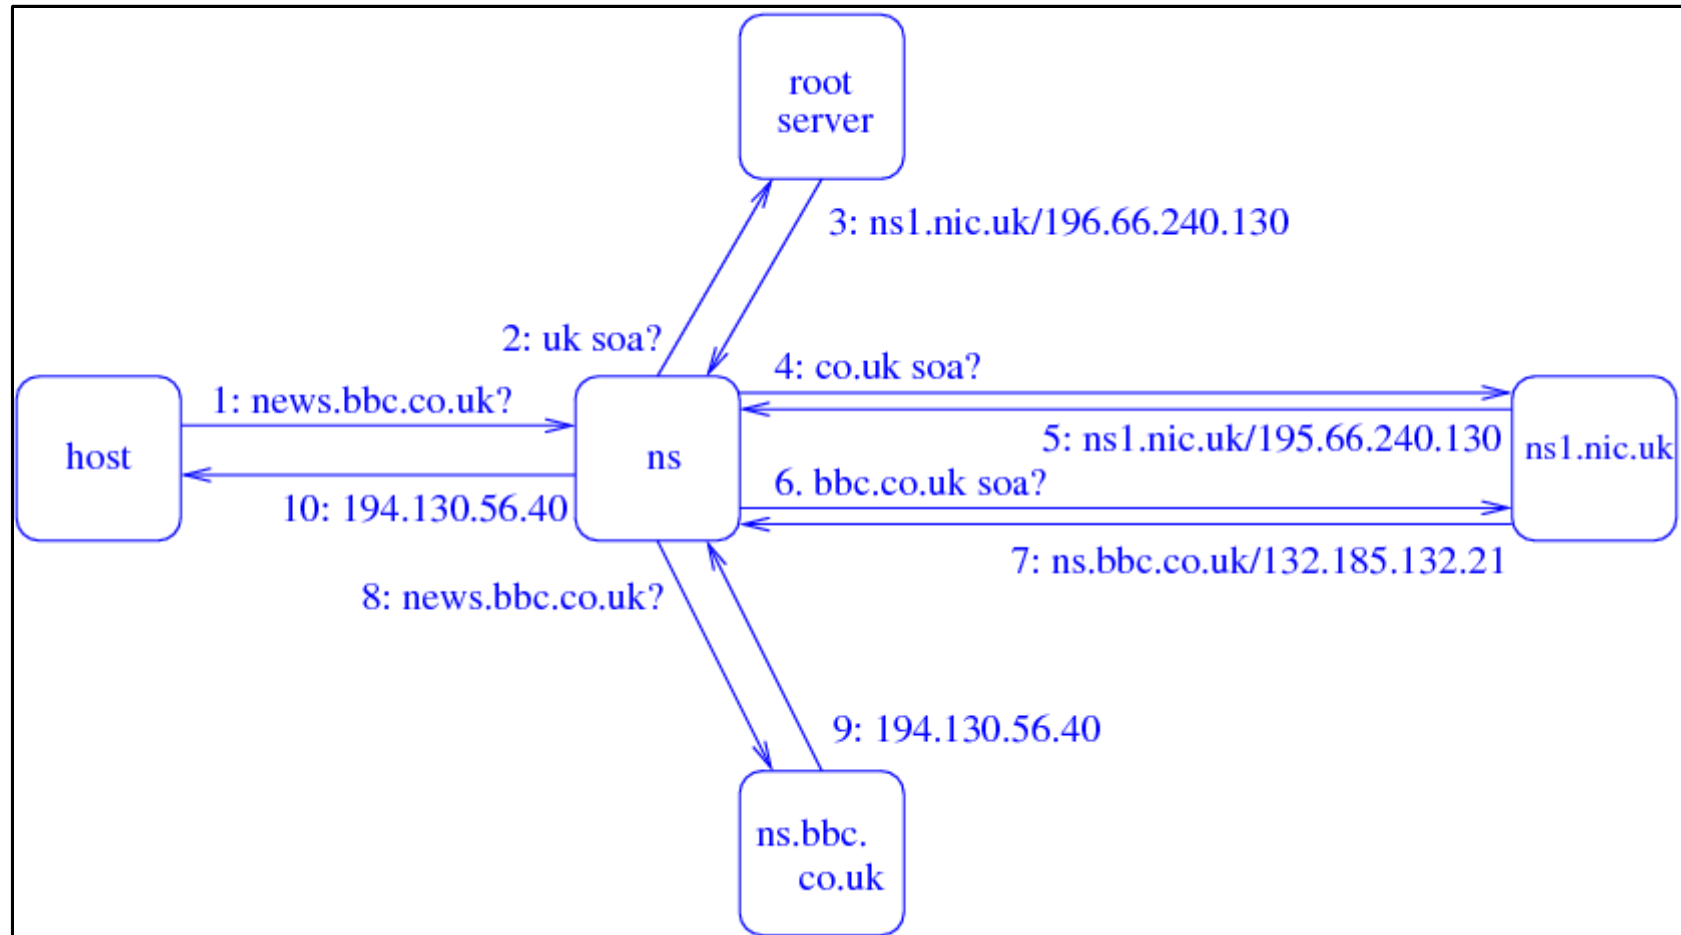 root
server
3: ns1.nic.uk/196.66.240.130
2: uk soa?
4: co.uk soa?
1: news.bbc.co.uk?
5: ns1.nic.uk/195.66.240.130
host
ns
ns1.nic.uk
6. bbc.co.uk soa?
10: 194.130.56.40
7: ns.bbc.co.uk/132.185.132.21
8: news.bbc.co.uk?
9: 194.130.56.40
ns.bbc.
co.uk